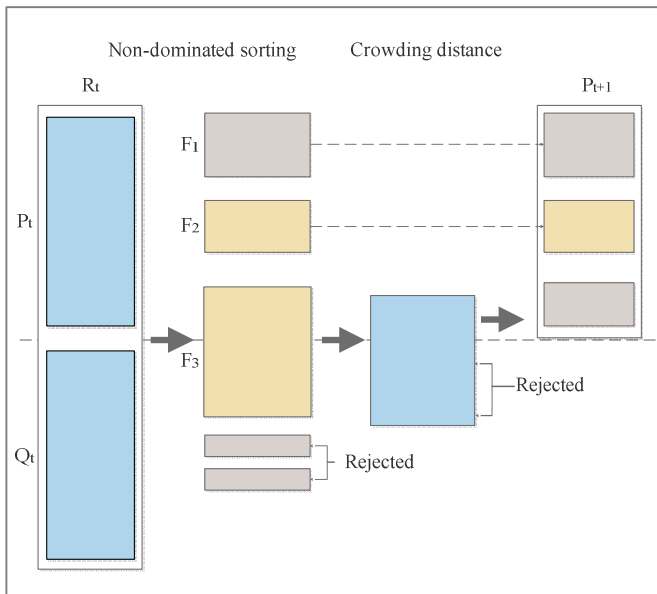 Non-dominated sorting
Crowding distance
Rt
Pt+1
F1
Pt
F2
F3
Rejected
Qt
Rejected